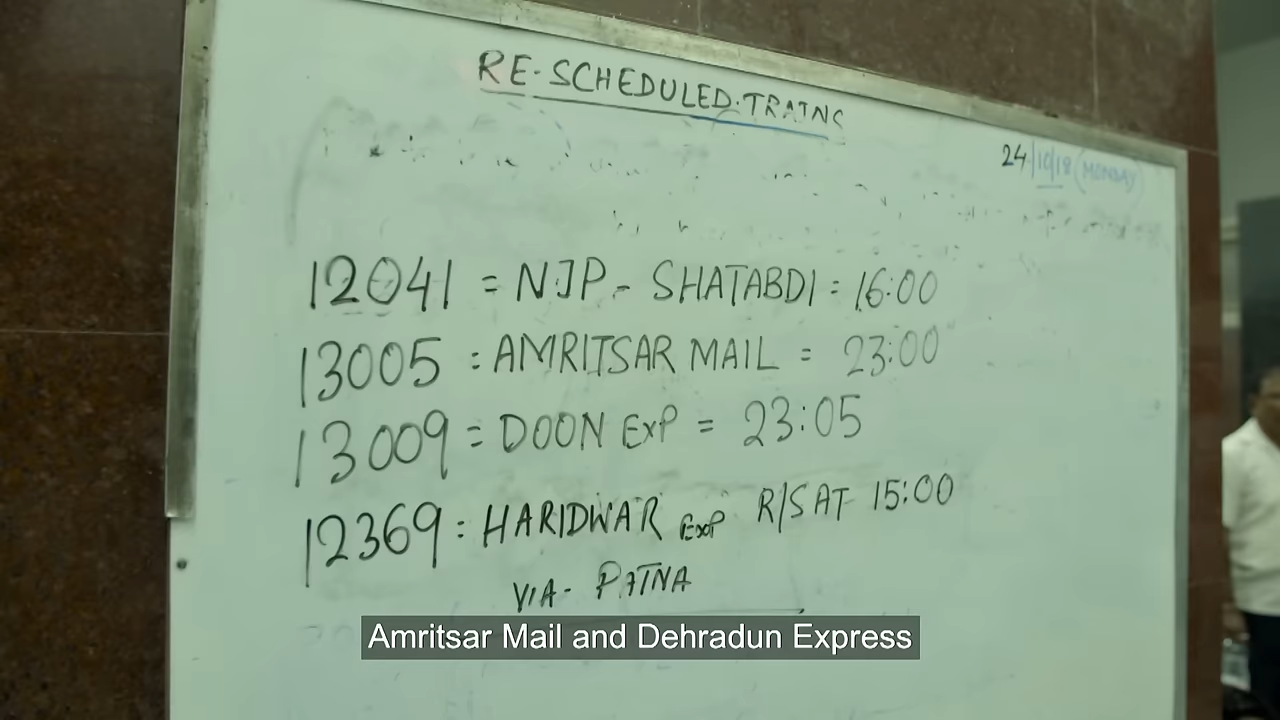 RE-SCHEDULED.TRAINS
24/10/18 (MONDAY)
12041 = NJP - SHATABDI = 16:00
13005 : AMRITSAR MAIL = 23:00
13009 = DOON EXP = 23:05
12369 : HARIDWAR EXP R/S AT 15:00
VIA - PATNA
Amritsar Mail and Dehradun Express